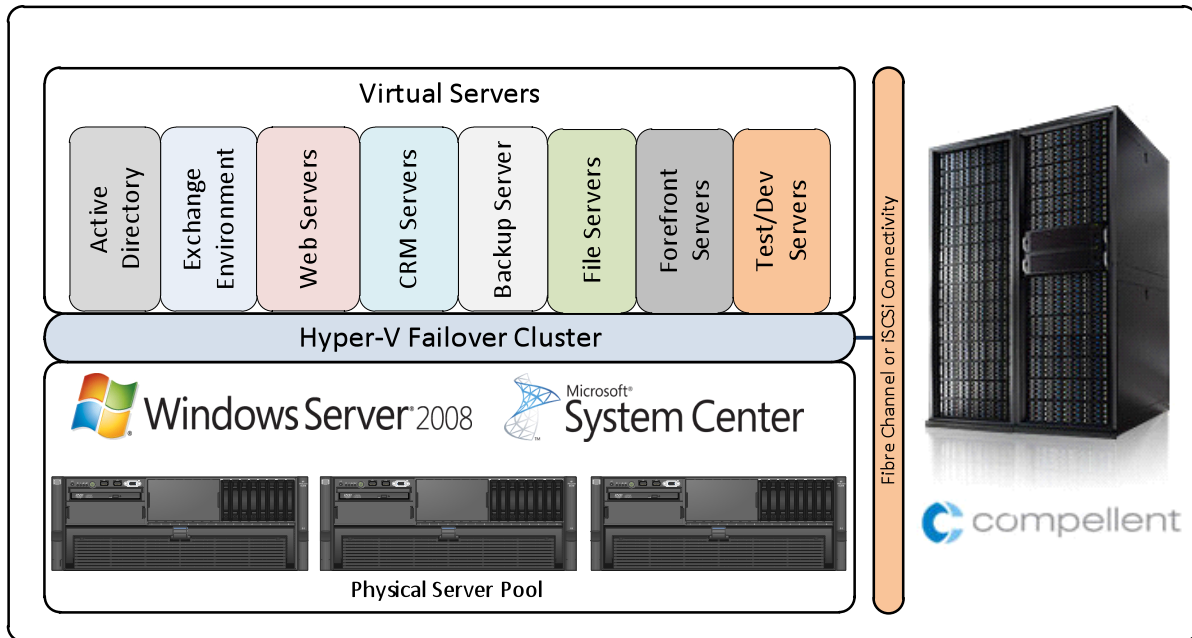 Virtual Servers
Active
Directory
Exchange
Environment
Web Servers
CRM Servers
Backup Server
File Servers
Forefront
Servers
Test/Dev
Servers
Hyper-V Failover Cluster
Windows Server® 2008
Microsoft®
System Center
™
Physical Server Pool
Fibre Channel or iSCSi Connectivity
compellent